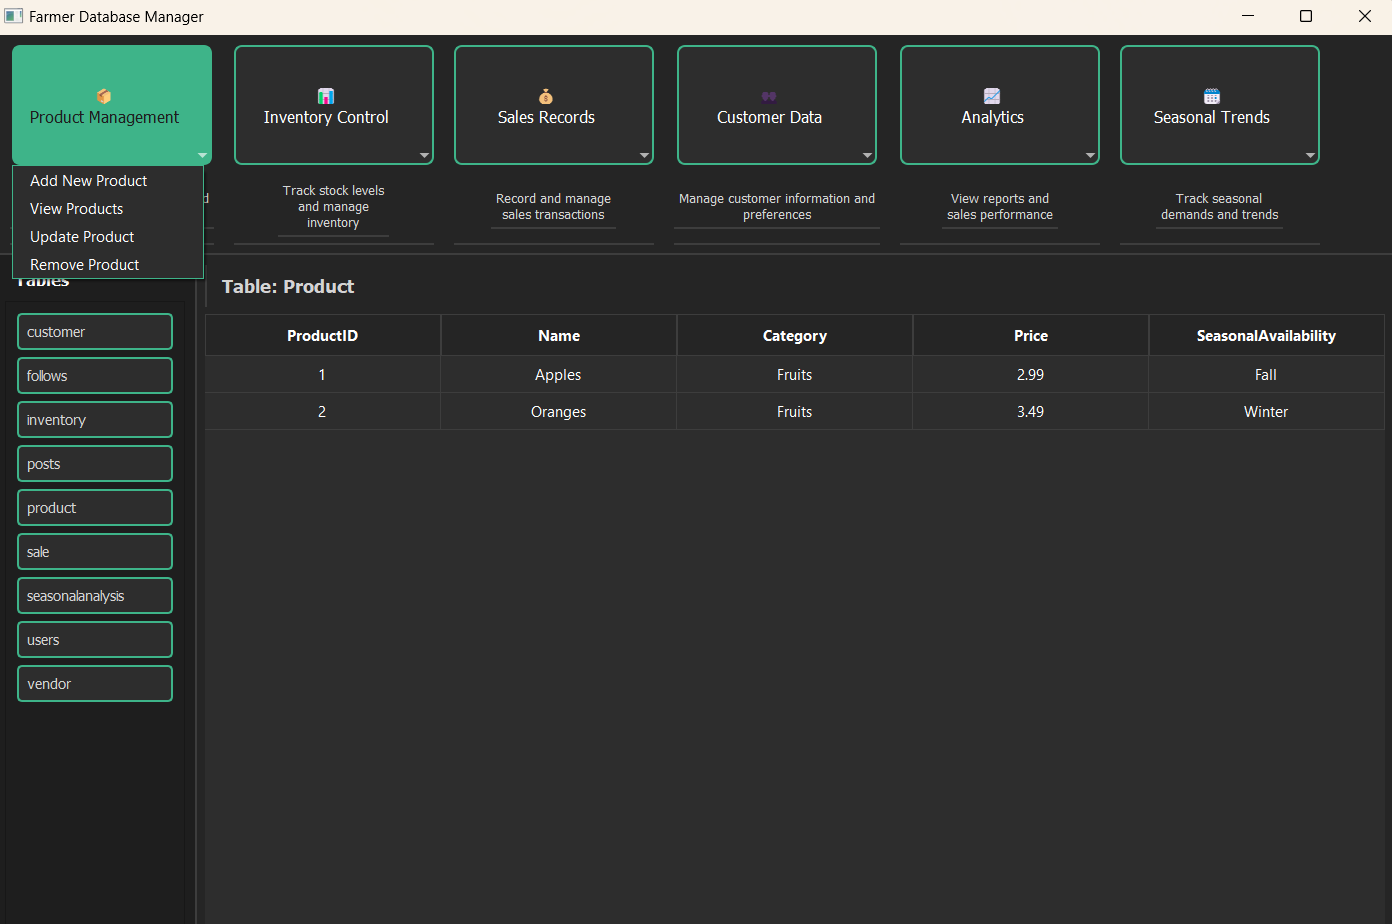 Farmer Database Manager
Product Management
Inventory Control
Sales Records
Customer Data
Analytics
Seasonal Trends
Add New Product
View Products
Update Product
Remove Product
Track stock levels
and manage
inventory
Record and manage
sales transactions
Manage customer information and
preferences
View reports and
sales performance
Track seasonal
demands and trends
Tables
customer
follows
inventory
posts
product
sale
seasonalanalysis
users
vendor
Table: Product
ProductID Name Category Price SeasonalAvailability
1 Apples Fruits 2.99 Fall
2 Oranges Fruits 3.49 Winter